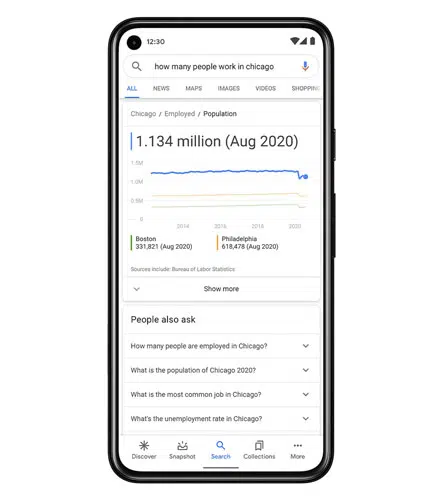 12:30
how many people work in chicago
ALL NEWS MAPS IMAGES VIDEOS SHOPPING
Chicago / Employed / Population
1.134 million (Aug 2020)
1.5M
1.0M
0.5M
0
2014 2016 2018 2020
Boston
331,821 (Aug 2020)
Philadelphia
618,478 (Aug 2020)
Sources include: Bureau of Labor Statistics
Show more
People also ask
How many people are employed in Chicago?
What is the population of Chicago 2020?
What is the most common job in Chicago?
What's the unemployment rate in Chicago?
Discover Snapshot Search Collections More